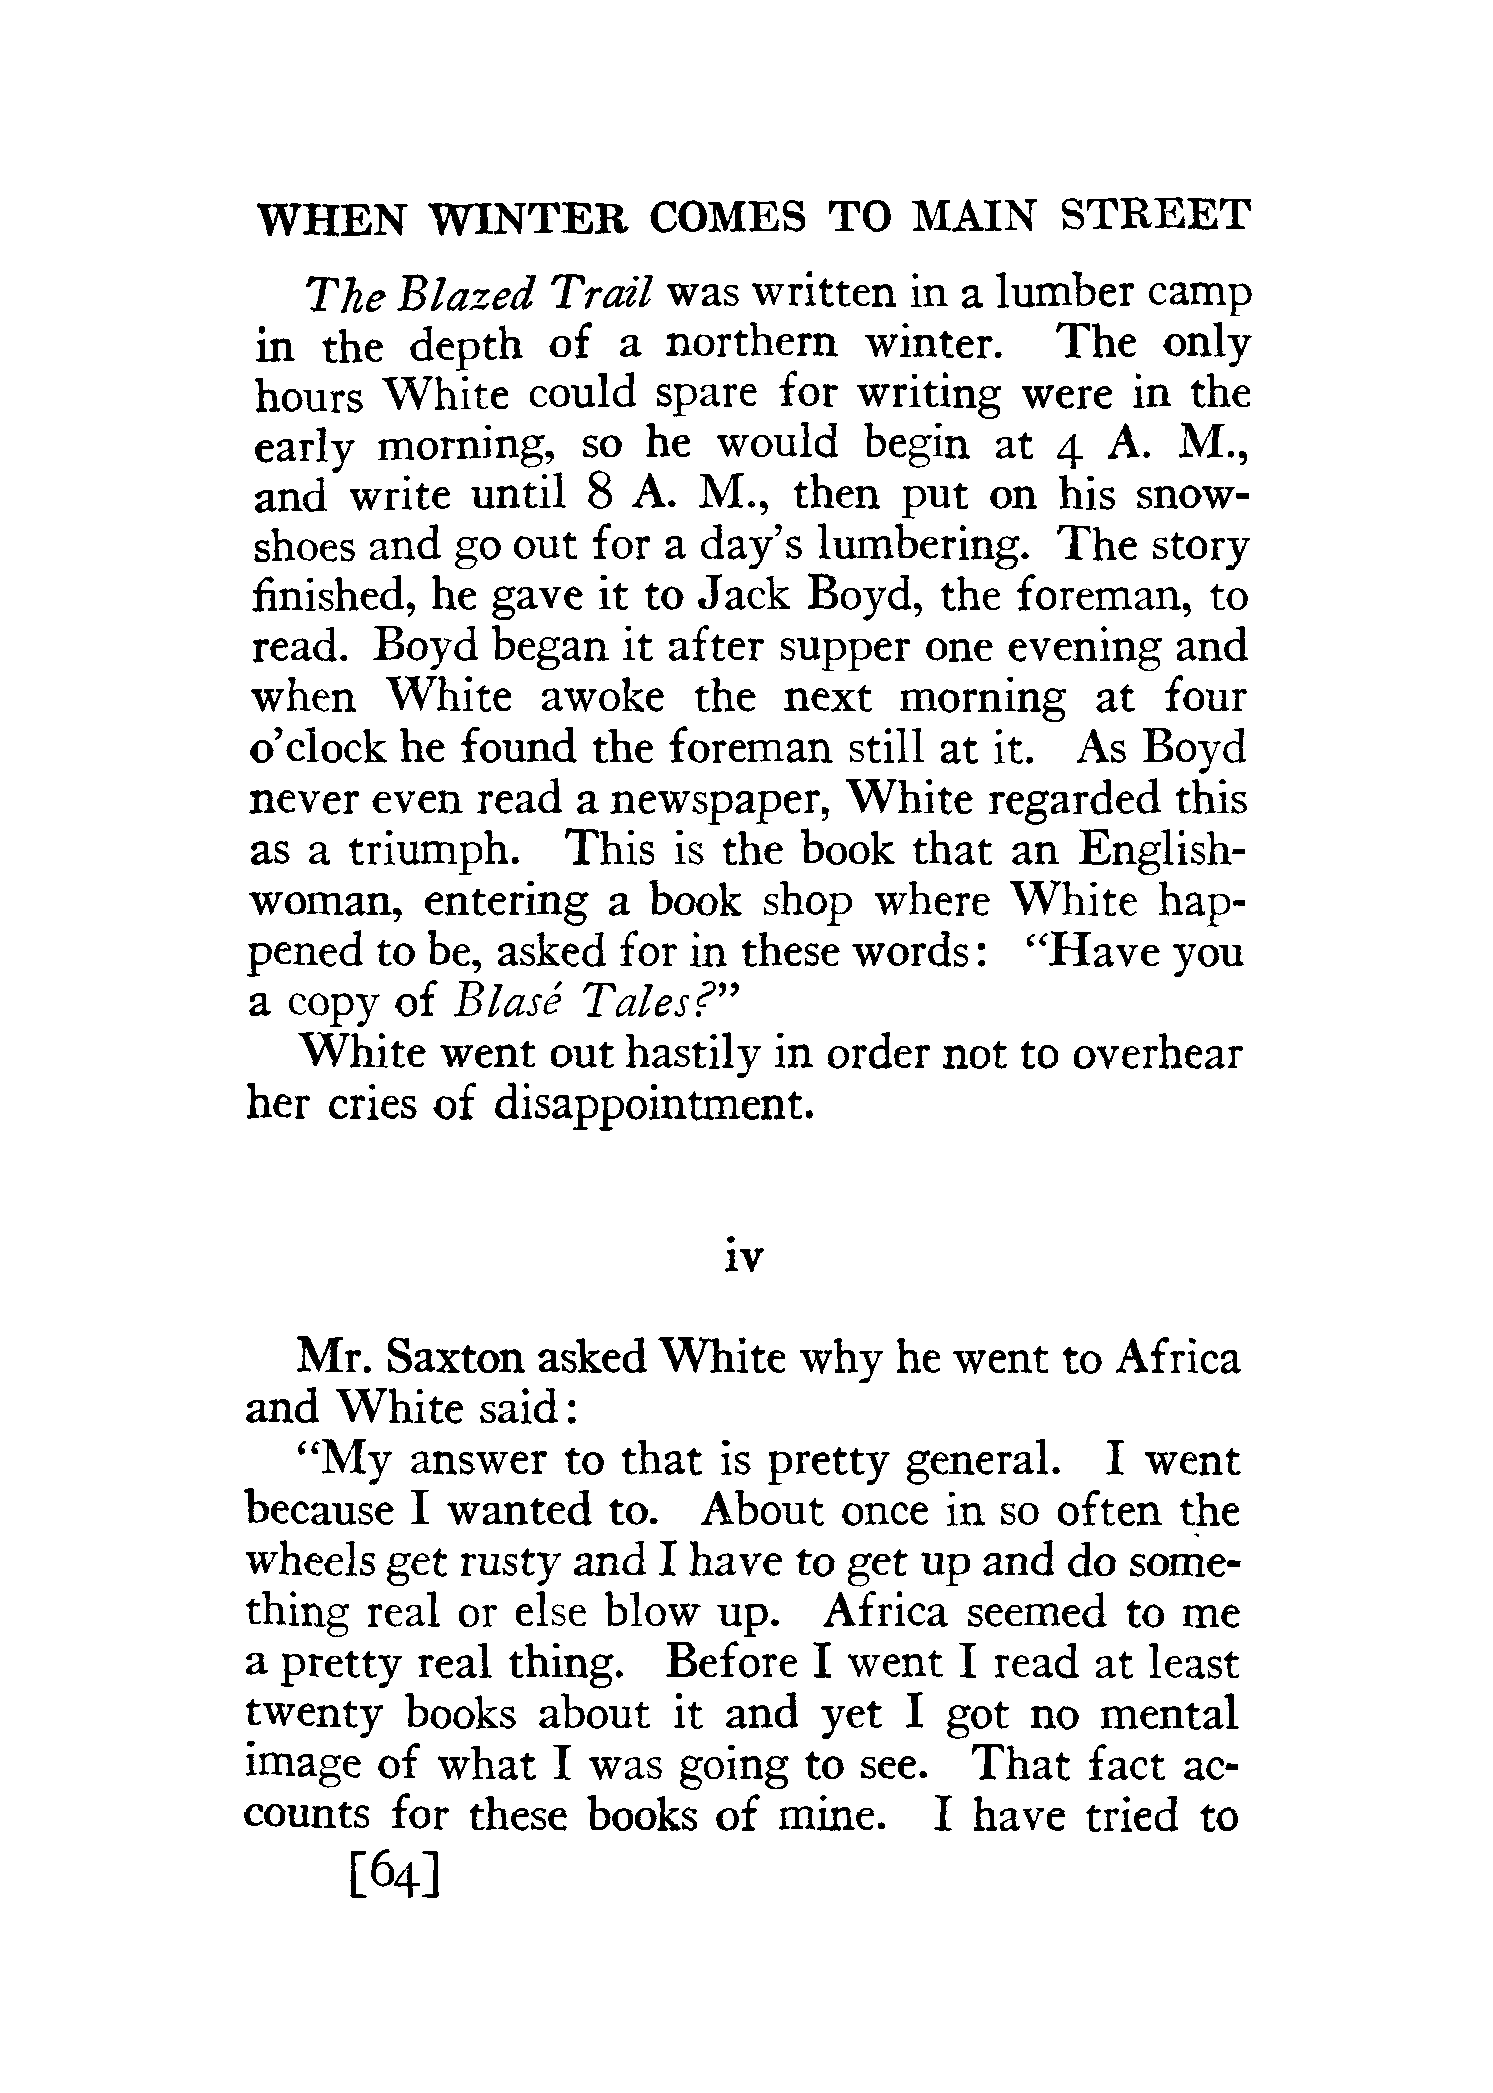 WHEN WINTER COMES TO MAIN STREET
The Blazed Trail was written in a lumber camp
in the depth of a northern winter. The only
hours White could spare for writing were in the
early morning, so he would begin at 4 A. M.,
and write until 8 A. M., then put on his snow-
shoes and go out for a day's lumbering. The story
finished, he gave it to Jack Boyd, the foreman, to
read. Boyd began it after supper one evening and
when White awoke the next morning at four
o'clock he found the foreman still at it. As Boyd
never even read a newspaper, White regarded this
as a triumph. This is the book that an English-
woman, entering a book shop where White hap-
pened to be, asked for in these words: "Have you
a copy of Blasé Tales?"
White went out hastily in order not to overhear
her cries of disappointment.
iv
Mr. Saxton asked White why he went to Africa
and White said:
"My answer to that is pretty general. I went
because I wanted to. About once in so often the
wheels get rusty and I have to get up and do some-
thing real or else blow up. Africa seemed to me
a pretty real thing. Before I went I read at least
twenty books about it and yet I got no mental
image of what I was going to see. That fact ac-
counts for these books of mine. I have tried to
[64]